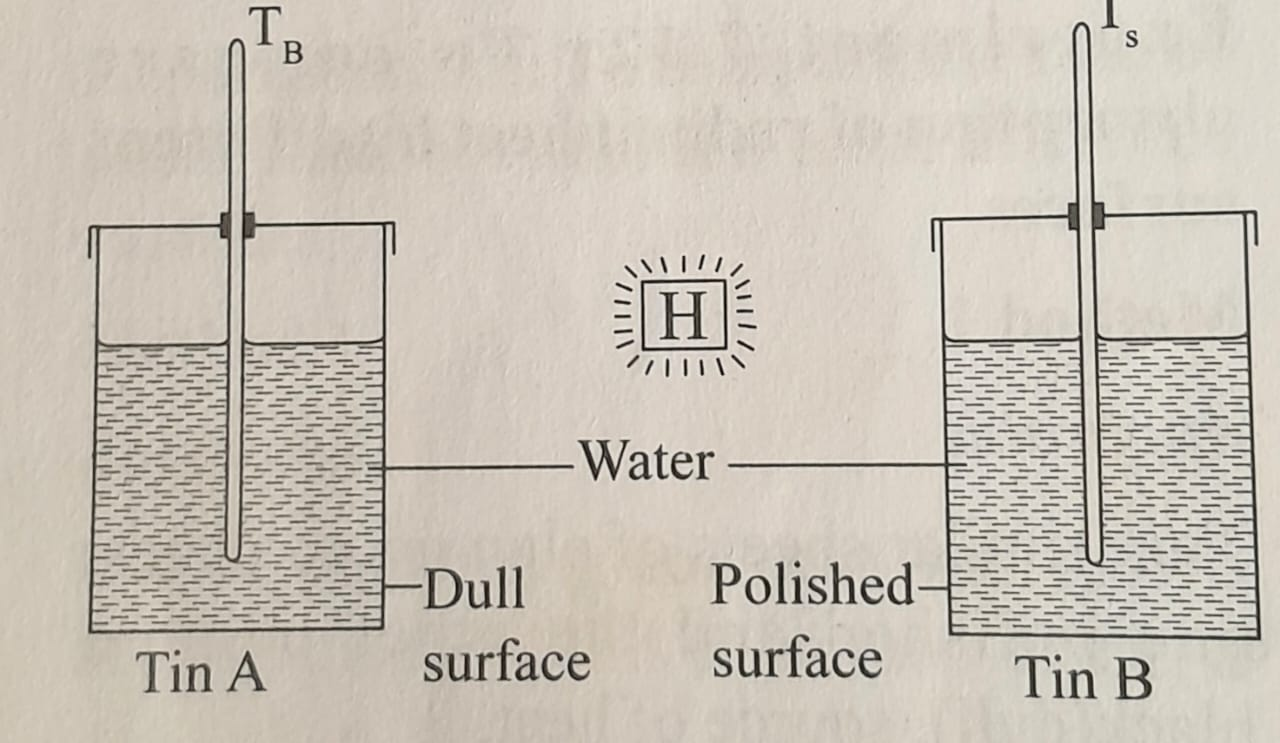 T_B
T_s
H
Water
Dull
surface
Polished
surface
Tin A
Tin B